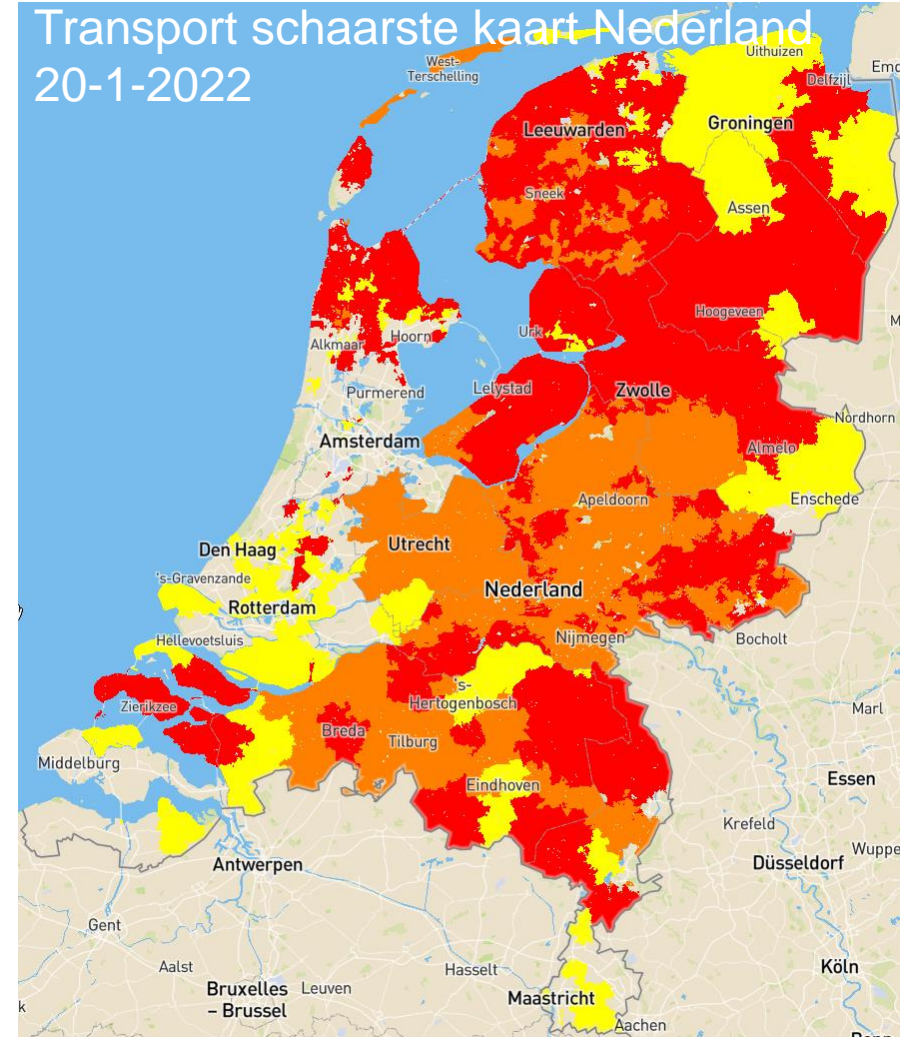 Transport schaarste kaart Nederland
20-1-2022
West-
Terschelling
Uithuizen
Delfzijl
Leeuwarden
Groningen
Sneek
Assen
Hoogeveen
Urk
Alkmaar
Hoorn
Purmerend
Lelystad
Zwolle
Nordhorn
Amsterdam
Almelo
Apeldoorn
Enschede
Utrecht
Den Haag
's-Gravenzande
Nederland
Rotterdam
Nijmegen
Bocholt
Hellevoetsluis
's-
Hertogenbosch
Zierikzee
Marl
Breda
Tilburg
Middelburg
Eindhoven
Essen
Krefeld
Düsseldorf
Antwerpen
Gent
Aalst
Hasselt
Köln
Bruxelles
– Brussel
Leuven
Maastricht
Aachen